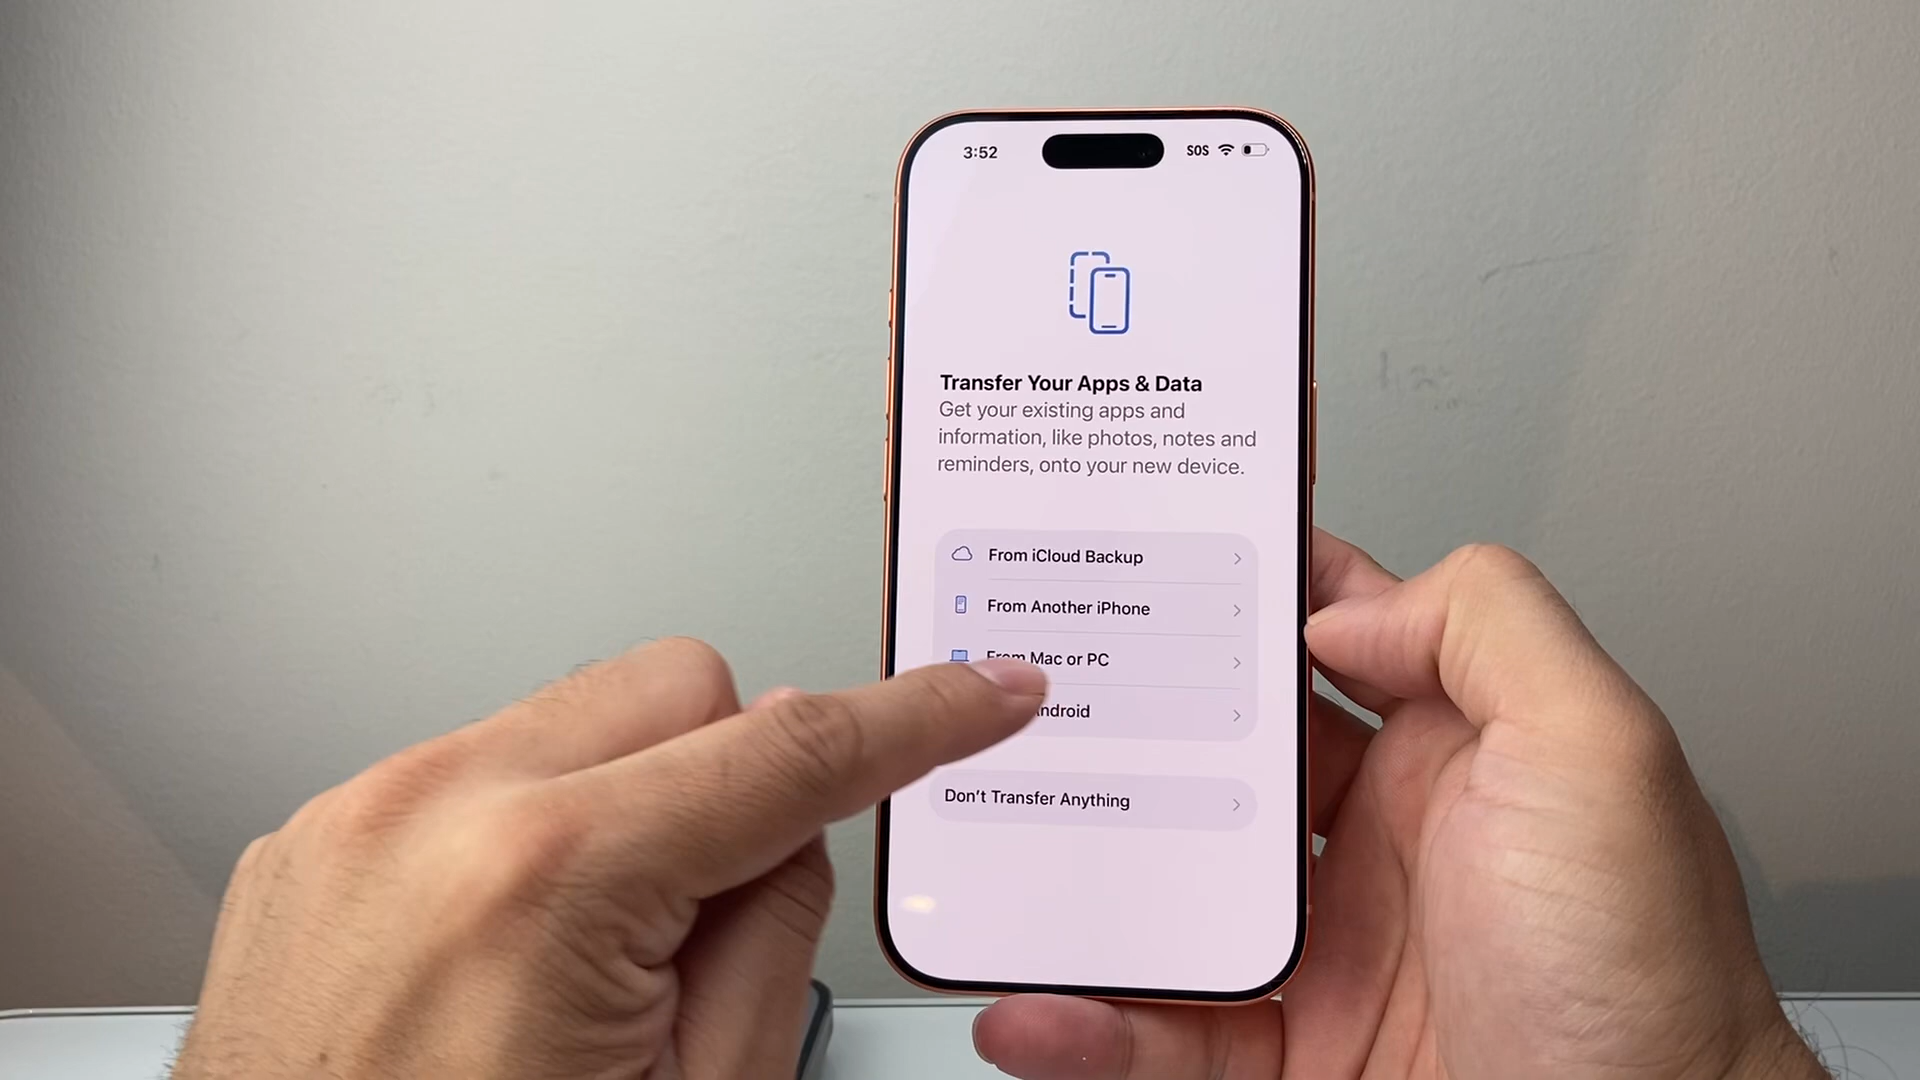 3:52
SOS
Transfer Your Apps & Data
Get your existing apps and
information, like photos, notes and
reminders, onto your new device.
From iCloud Backup
From Another iPhone
From Mac or PC
ndroid
Don't Transfer Anything